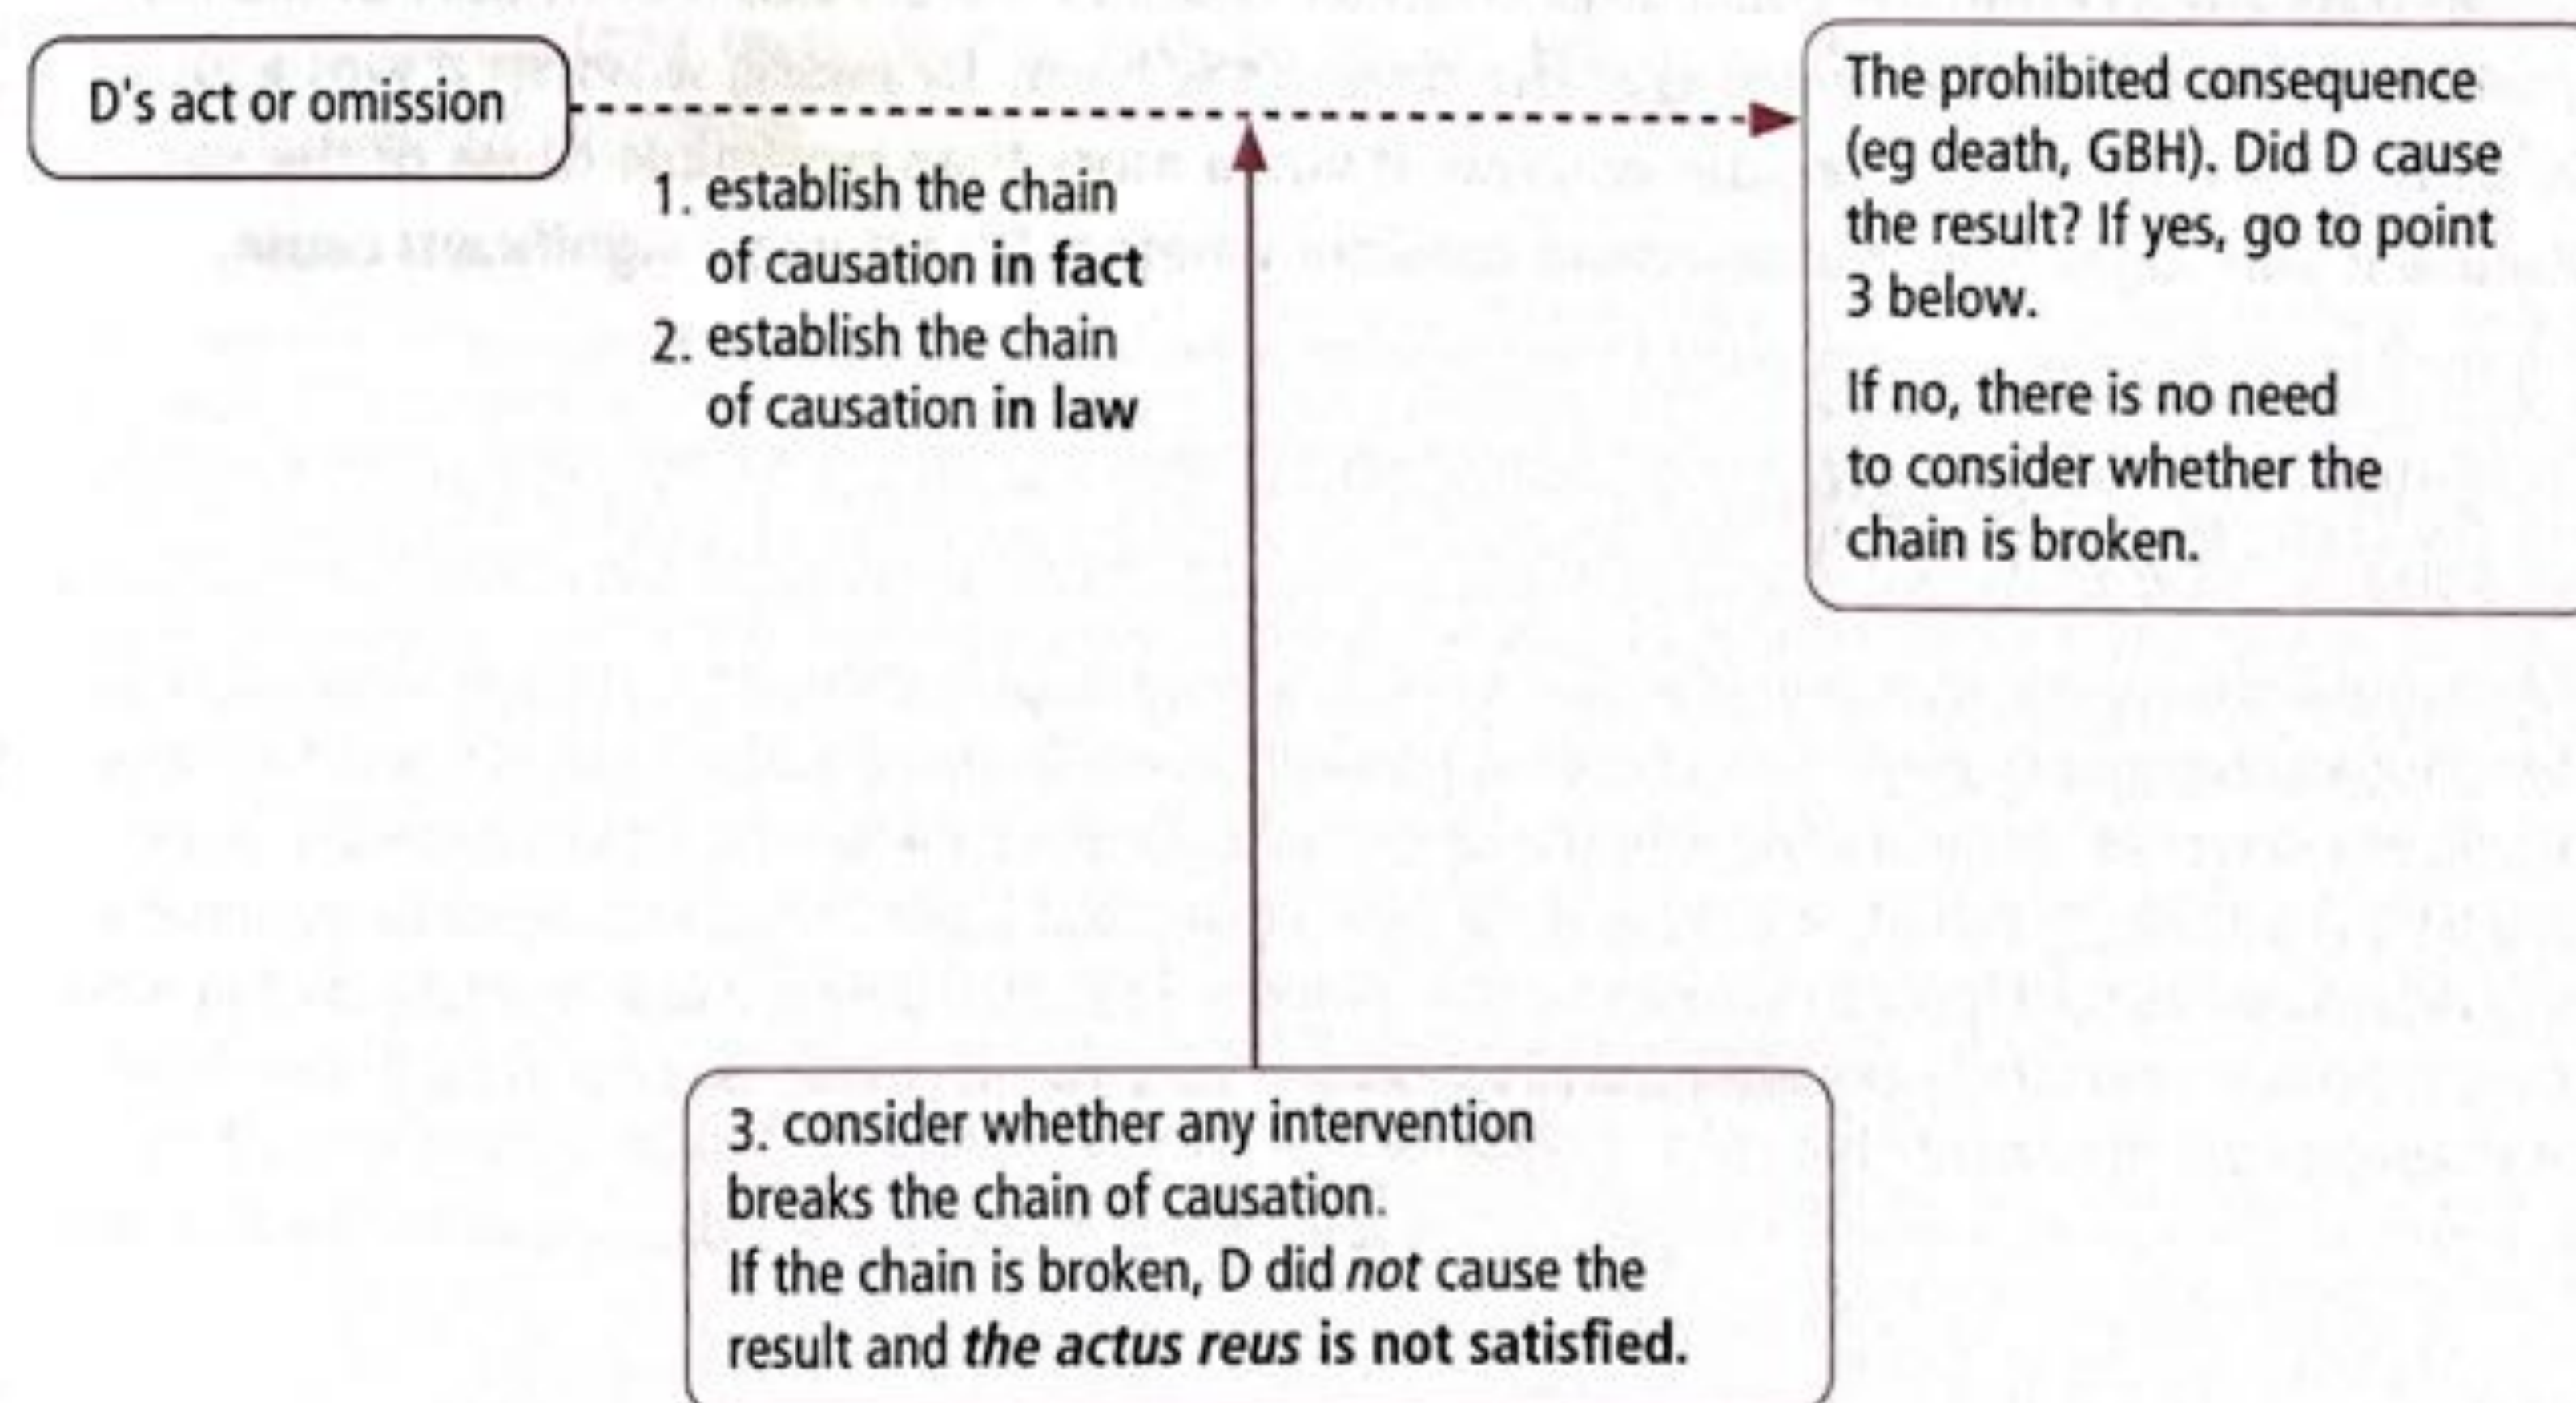 D's act or omission
1. establish the chain
of causation in fact
2. establish the chain
of causation in law
The prohibited consequence
(eg death, GBH). Did D cause
the result? If yes, go to point
3 below.
If no, there is no need
to consider whether the
chain is broken.
3. consider whether any intervention
breaks the chain of causation.
If the chain is broken, D did not cause the
result and the actus reus is not satisfied.